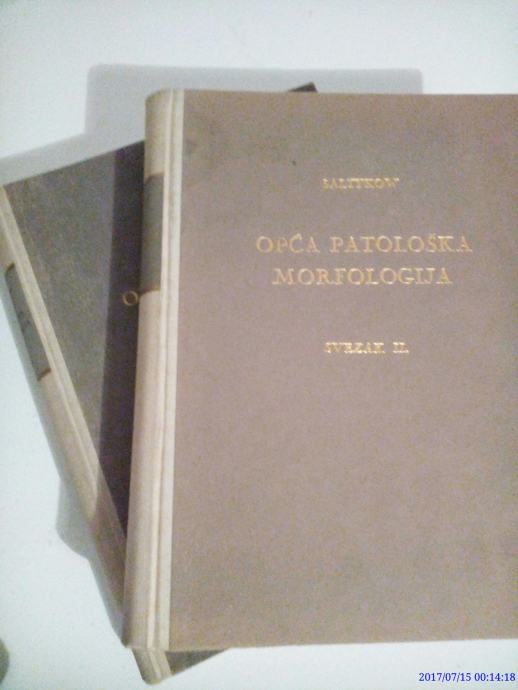 SALTYKOW
OPĆA PATOLOŠKA
MORFOLOGIJA
SVEZAK II.
O
2017/07/15 00:14:18